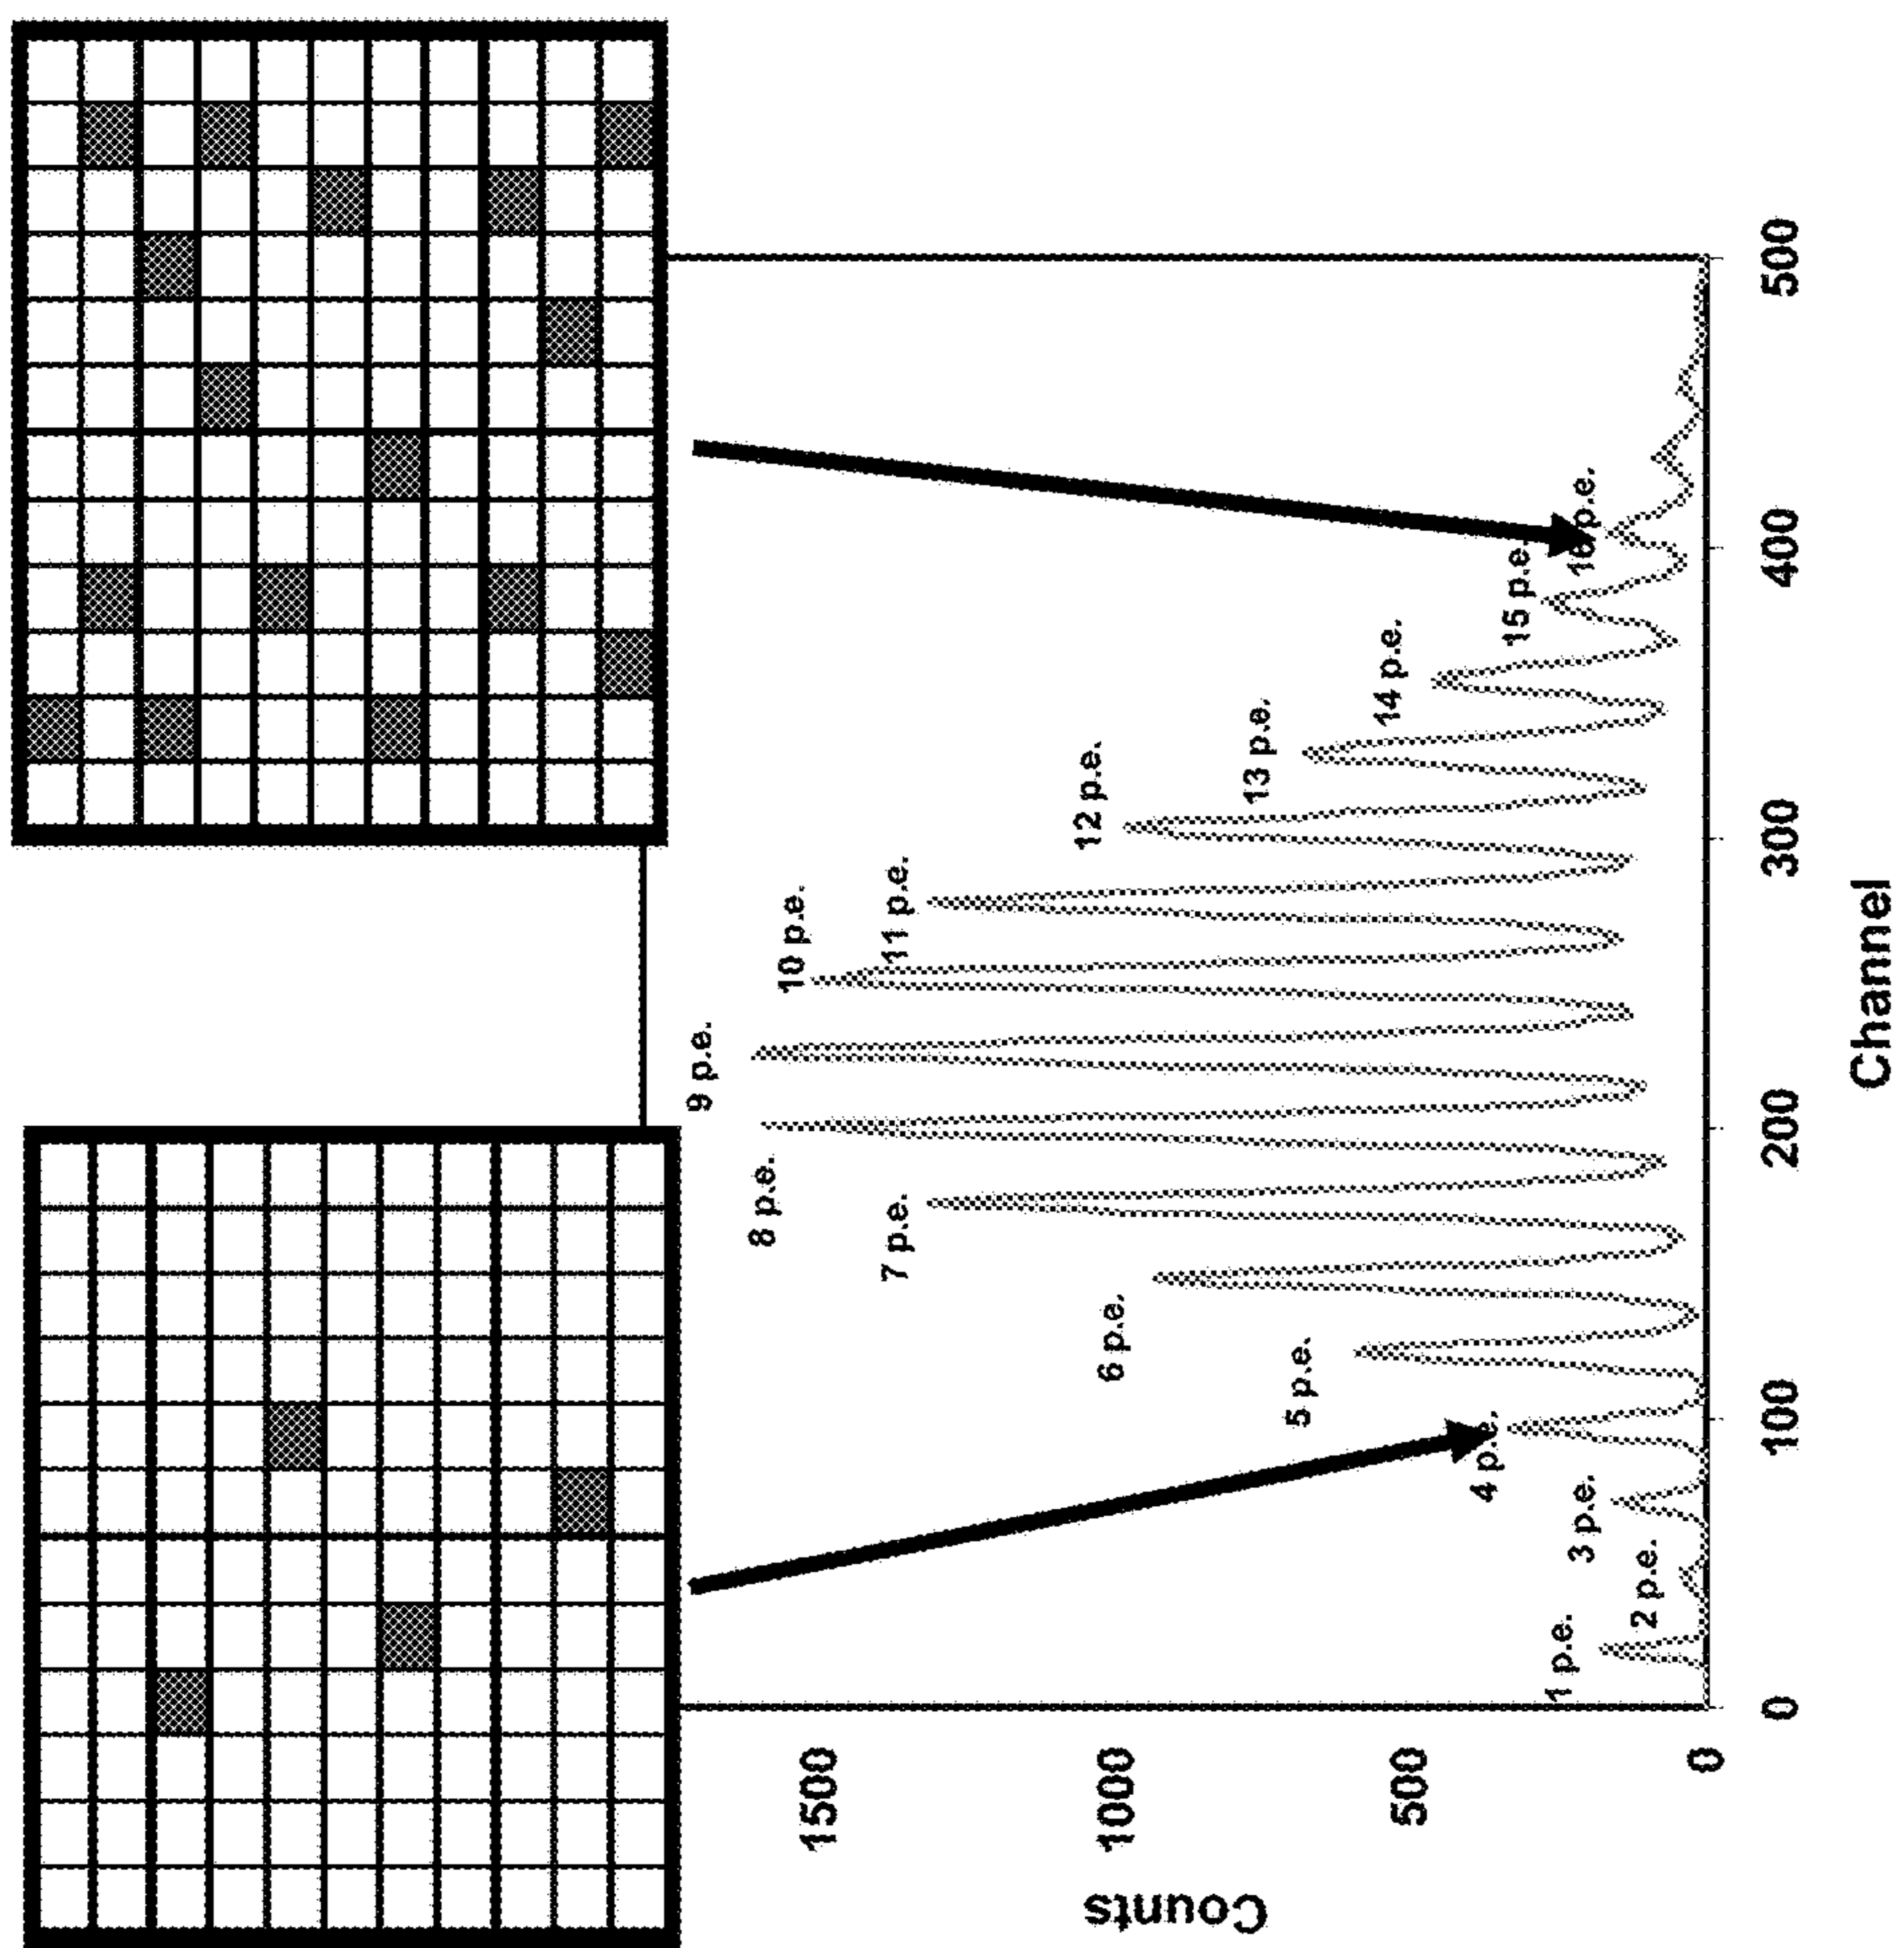 Counts
1500
1000
500
0
1 p.e.
2 p.e.
3 p.e.
4 p.e.
5 p.e.
6 p.e.
7 p.e.
8 p.e.
9 p.e.
10 p.e.
11 p.e.
12 p.e.
13 p.e.
14 p.e.
15 p.e.
16 p.e.
0
100
200
300
400
500
Channel